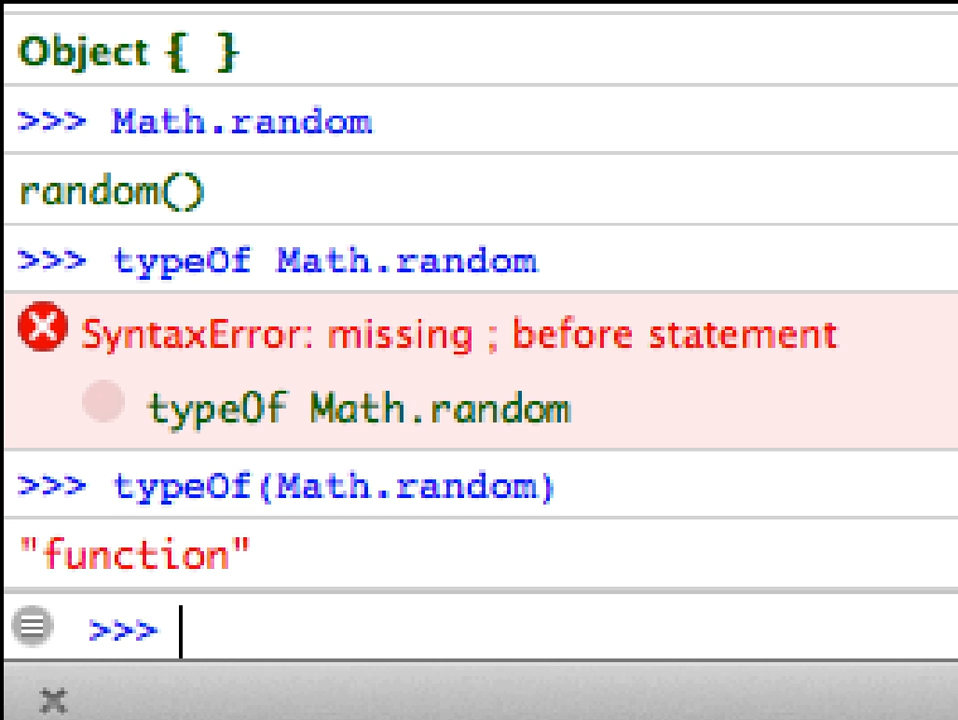 Object { }
>>> Math.random
random()
>>> typeOf Math.random
SyntaxError: missing ; before statement
typeOf Math.random
>>> typeOf(Math.random)
"function"
>>>